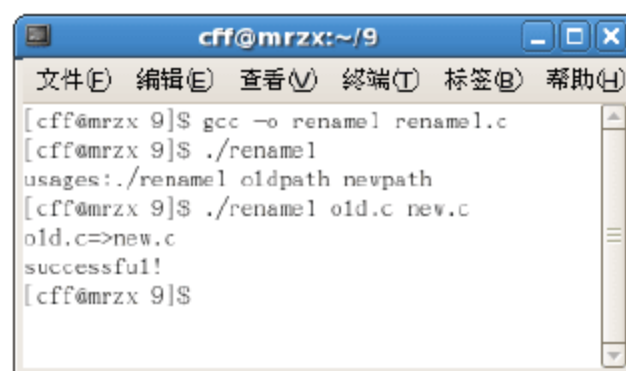 cff@mrzx:~/9
文件(F) 编辑(E) 查看(V) 终端(T) 标签(B) 帮助(H)
[cff@mrzx 9]$ gcc -o rename1 rename1.c
[cff@mrzx 9]$ ./rename1
usages:./rename1 oldpath newpath
[cff@mrzx 9]$ ./rename1 old.c new.c
old.c=>new.c
successful!
[cff@mrzx 9]$